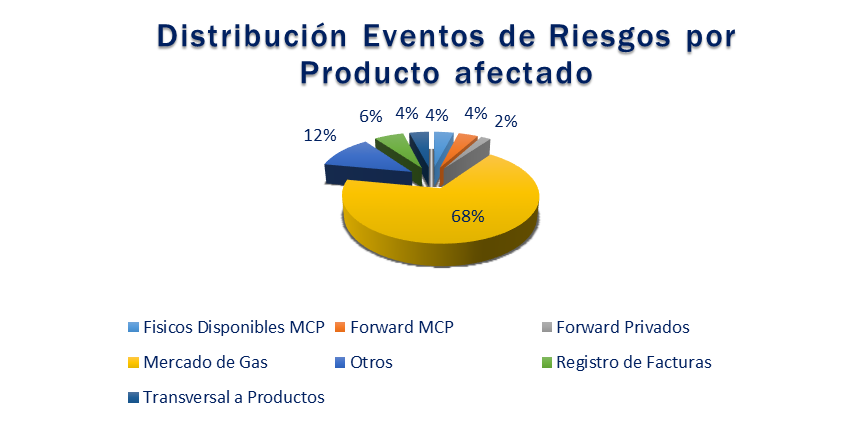 Distribución Eventos de Riesgos por
Producto afectado
12%
6%
4%
4%
4%
2%
68%
Fisicos Disponibles MCP
Forward MCP
Forward Privados
Mercado de Gas
Otros
Registro de Facturas
Transversal a Productos